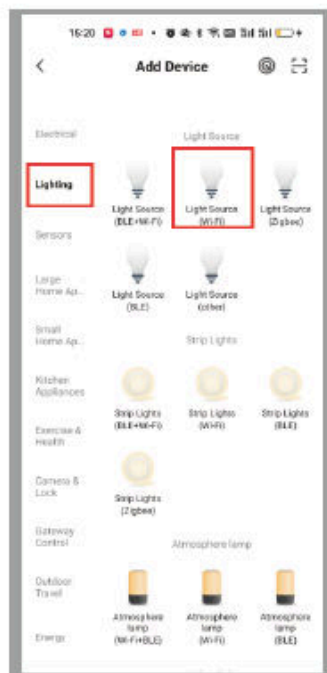 15:20
Add Device
Electrical
Lighting
Sensors
Large
Home Ap...
Small
Home Ap...
Kitchen
Appliances
Exercise &
Health
Camera &
Lock
Gateway
Control
Outdoor
Travel
Energy
Light Source
Light Source
(BLE+Wi-Fi)
Light Source
(Wi-Fi)
Light Source
(Zigbee)
Light Source
(BLE)
Light Source
(other)
Strip Lights
Strip Lights
(BLE+Wi-Fi)
Strip Lights
(Wi-Fi)
Strip Lights
(BLE)
Strip Lights
(Zigbee)
Atmosphere lamp
Atmosphere
lamp
(Wi-Fi+BLE)
Atmosphere
lamp
(Wi-Fi)
Atmosphere
lamp
(BLE)